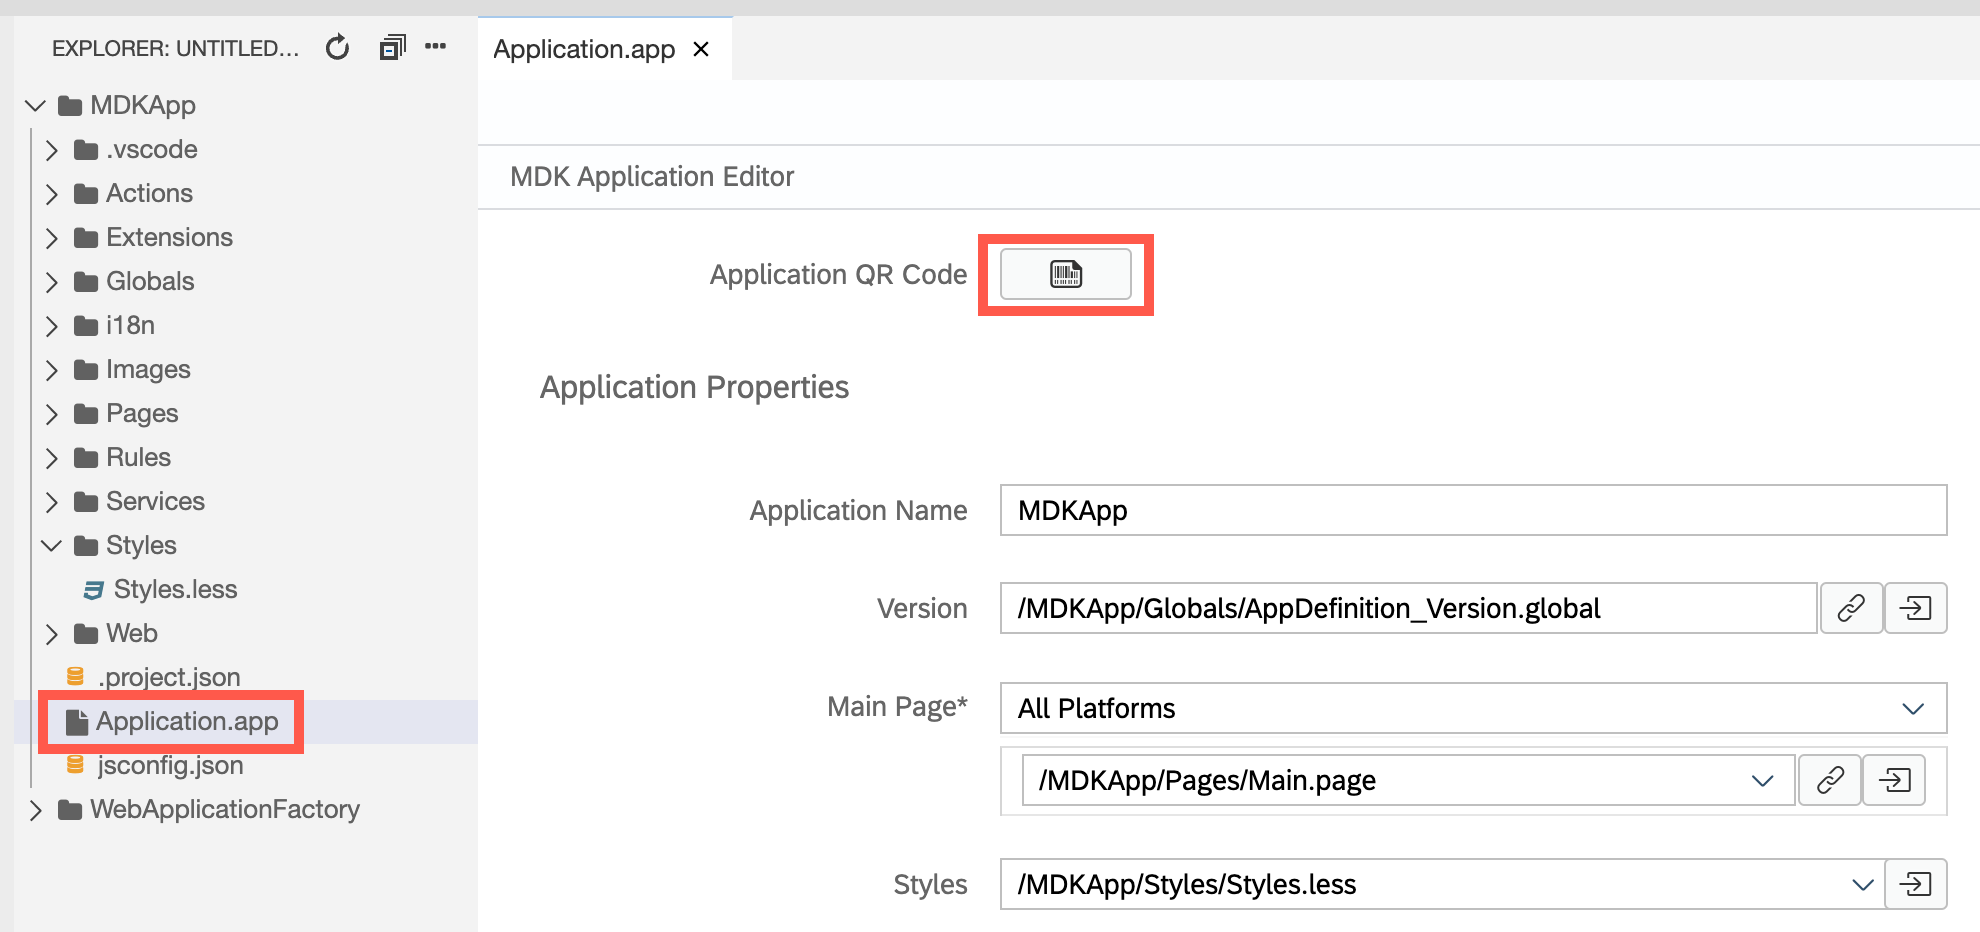 EXPLORER: UNTITLED...
MDKApp
.vscode
Actions
Extensions
Globals
i18n
Images
Pages
Rules
Services
Styles
Styles.less
Web
.project.json
Application.app
jsconfig.json
WebApplicationFactory
Application.app
MDK Application Editor
Application QR Code
Application Properties
Application Name
MDKApp
Version
/MDKApp/Globals/AppDefinition_Version.global
Main Page*
All Platforms
/MDKApp/Pages/Main.page
Styles
/MDKApp/Styles/Styles.less